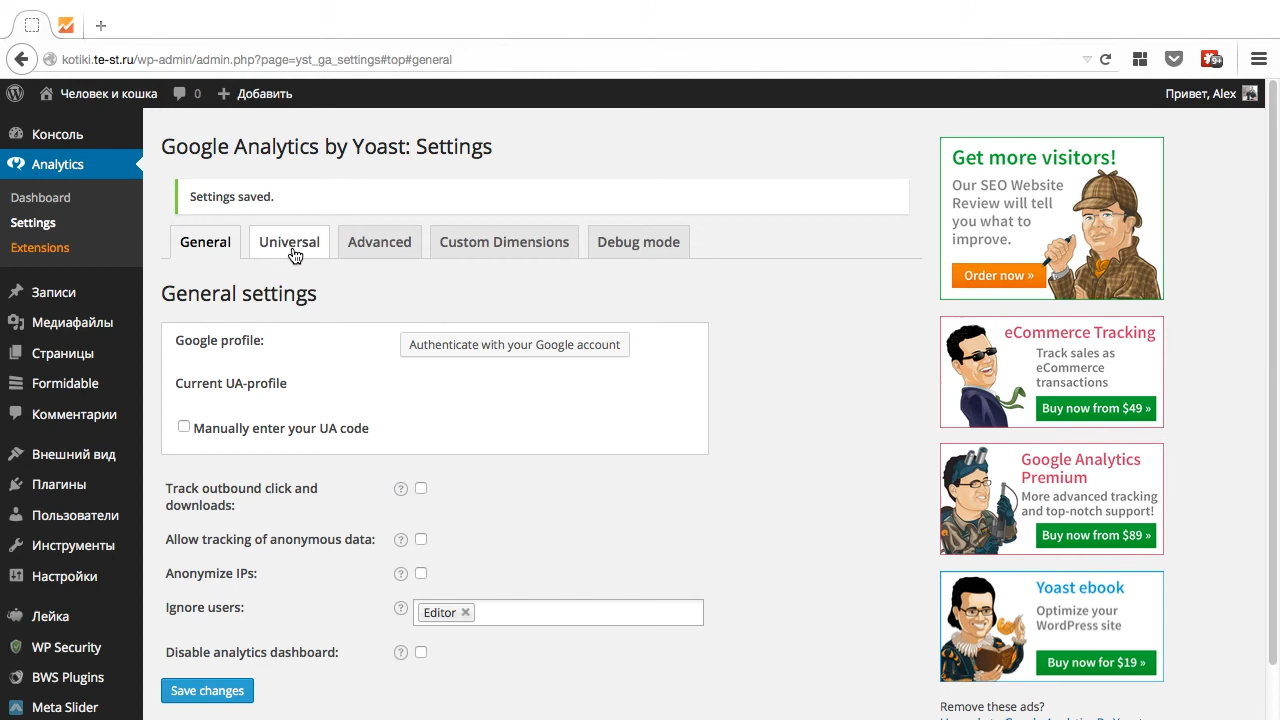 kotiki.te-st.ru/wp-admin/admin.php?page=yst_ga_settings#top#general
9+
Человек и кошка
0
Добавить
Привет, Alex
Консоль
Analytics
Dashboard
Settings
Extensions
Записи
Медиафайлы
Страницы
Formidable
Комментарии
Внешний вид
Плагины
Пользователи
Инструменты
Настройки
Лейка
WP Security
BWS Plugins
Meta Slider
Google Analytics by Yoast: Settings
Settings saved.
General
Universal
Advanced
Custom Dimensions
Debug mode
General settings
Google profile:
Authenticate with your Google account
Current UA-profile
Manually enter your UA code
Track outbound click and
downloads:
Allow tracking of anonymous data:
Anonymize IPs:
Ignore users:
Editor
Disable analytics dashboard:
Save changes
Get more visitors!
Our SEO Website
Review will tell
you what to
improve.
Order now »
eCommerce Tracking
Track sales as
eCommerce
transactions
Buy now from $49 »
Google Analytics
Premium
More advanced tracking
and top-notch support!
Buy now from $89 »
Yoast ebook
Optimize your
WordPress site
Buy now for $19 »
Remove these ads?